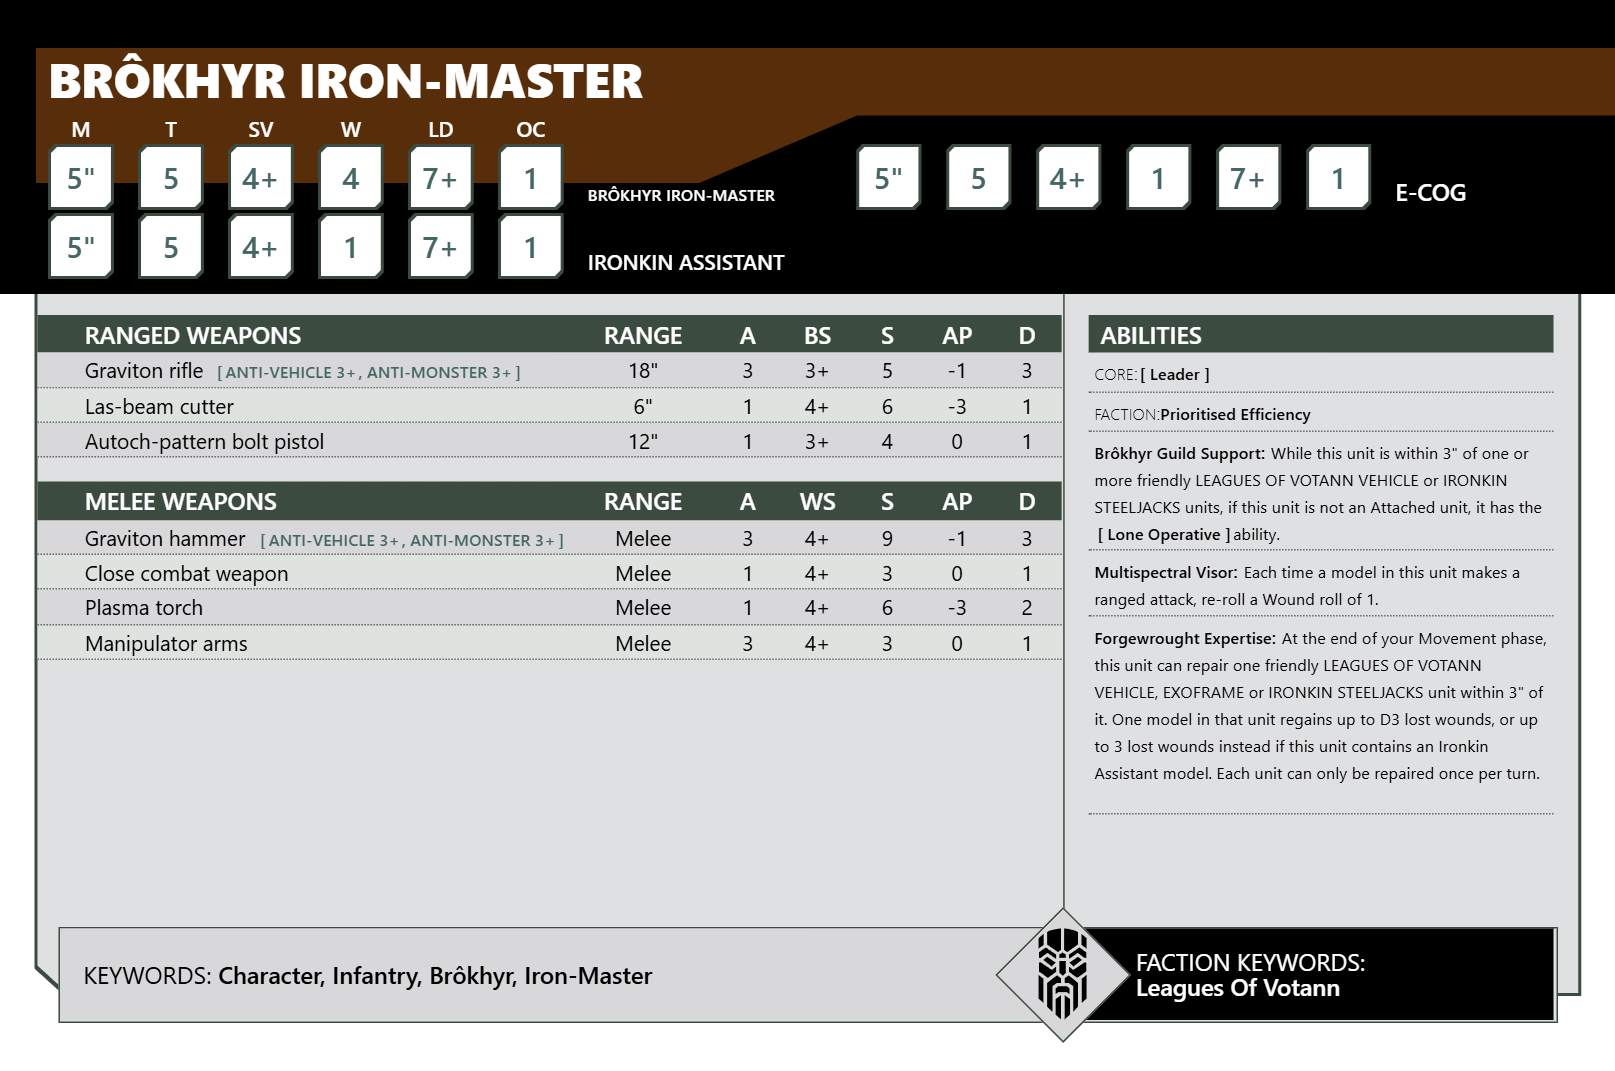 BRÔKHYR IRON-MASTER
M T SV W LD OC
5" 5 4+ 4 7+ 1 BRÔKHYR IRON-MASTER
5" 5 4+ 1 7+ 1 E-COG
5" 5 4+ 1 7+ 1 IRONKIN ASSISTANT
RANGED WEAPONS RANGE A BS S AP D
Graviton rifle [ ANTI-VEHICLE 3+, ANTI-MONSTER 3+ ] 18" 3 3+ 5 -1 3
Las-beam cutter 6" 1 4+ 6 -3 1
Autoch-pattern bolt pistol 12" 1 3+ 4 0 1
MELEE WEAPONS RANGE A WS S AP D
Graviton hammer [ ANTI-VEHICLE 3+, ANTI-MONSTER 3+ ] Melee 3 4+ 9 -1 3
Close combat weapon Melee 1 4+ 3 0 1
Plasma torch Melee 1 4+ 6 -3 2
Manipulator arms Melee 3 4+ 3 0 1
ABILITIES
CORE: [ Leader ]
FACTION: Prioritised Efficiency
Brôkhyr Guild Support: While this unit is within 3" of one or
more friendly LEAGUES OF VOTANN VEHICLE or IRONKIN
STEELJACKS units, if this unit is not an Attached unit, it has the
[ Lone Operative ] ability.
Multispectral Visor: Each time a model in this unit makes a
ranged attack, re-roll a Wound roll of 1.
Forgewrought Expertise: At the end of your Movement phase,
this unit can repair one friendly LEAGUES OF VOTANN
VEHICLE, EXOFRAME or IRONKIN STEELJACKS unit within 3" of
it. One model in that unit regains up to D3 lost wounds, or up
to 3 lost wounds instead if this unit contains an Ironkin
Assistant model. Each unit can only be repaired once per turn.
KEYWORDS: Character, Infantry, Brôkhyr, Iron-Master
FACTION KEYWORDS:
Leagues Of Votann